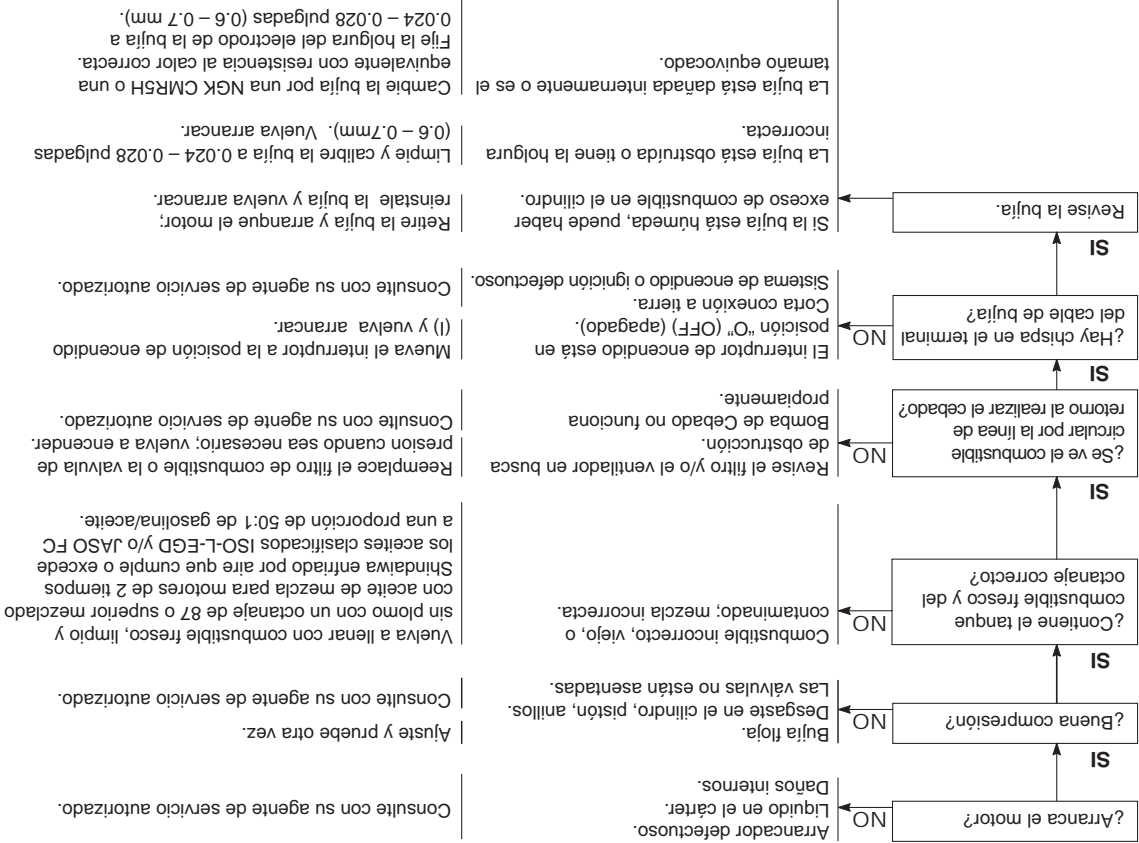 ¿Arranca el motor?
NO
Arrancador defectuoso.
Liquido en el cárter.
Daños internos.
Consulte con su agente de servicio autorizado.
SI
¿Buena compresión?
NO
Bujía floja.
Desgaste en el cilindro, pistón, anillos.
Las válvulas no están asentadas.
Ajuste y pruebe otra vez.
Consulte con su agente de servicio autorizado.
SI
¿Contiene el tanque
combustible fresco y del
octanaje correcto?
NO
Combustible incorrecto, viejo, o
contaminado; mezcla incorrecta.
Vuelva a llenar con combustible fresco, limpio y
sin plomo con un octanaje de 87 o superior mezclado
con aceite de mezcla para motores de 2 tiempos
Shindaiwa enfriado por aire que cumple o excede
los aceites clasificados ISO-L-EGD y/o JASO FC
a una proporción de 50:1 de gasolina/aceite.
SI
¿Se ve el combustible
circular por la línea de
retorno al realizar el cebado?
NO
Revise el filtro y/o el ventilador en busca
de obstrucción.
Bomba de Cebado no funciona
propiamente.
Reemplace el filtro de combustible o la valvula de
presion cuando sea necesario; vuelva a encender.
Consulte con su agente de servicio autorizado.
SI
¿Hay chispa en el terminal
del cable de bujía?
NO
El interruptor de encendido está en
posición "O" (OFF) (apagado).
Corta conexión a tierra.
Sistema de encendido o ignición defectuoso.
Mueva el interruptor a la posición de encendido
(I) y vuelva arrancar.
Consulte con su agente de servicio autorizado.
SI
Revise la bujía.
Si la bujía está húmeda, puede haber
exceso de combustible en el cilindro.
Retire la bujía y arranque el motor;
reinstale la bujía y vuelva arrancar.
La bujía está obstruída o tiene la holgura
incorrecta.
Limpie y calibre la bujía a 0.024 – 0.028 pulgadas
(0.6 – 0.7mm). Vuelva arrancar.
La bujía está dañada internamente o es el
tamaño equivocado.
Cambie la bujía por una NGK CMR5H o una
equivalente con resistencia al calor correcta.
Fije la holgura del electrodo de la bujía a
0.024 – 0.028 pulgadas (0.6 – 0.7 mm).